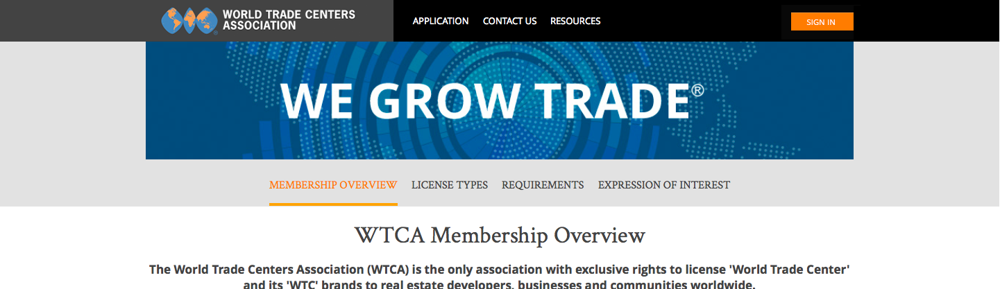 WORLD TRADE CENTERS
ASSOCIATION
®
APPLICATION CONTACT US RESOURCES
SIGN IN
WE GROW TRADE®
MEMBERSHIP OVERVIEW LICENSE TYPES REQUIREMENTS EXPRESSION OF INTEREST
WTCA Membership Overview
The World Trade Centers Association (WTCA) is the only association with exclusive rights to license 'World Trade Center'
and its 'WTC' brands to real estate developers, businesses and communities worldwide.